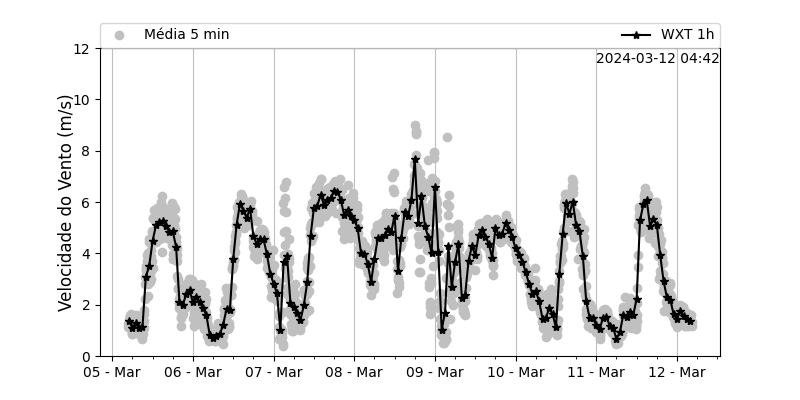 Média 5 min
WXT 1h
2024-03-12 04:42
Velocidade do Vento (m/s)
12
10
8
6
4
2
0
05 - Mar
06 - Mar
07 - Mar
08 - Mar
09 - Mar
10 - Mar
11 - Mar
12 - Mar